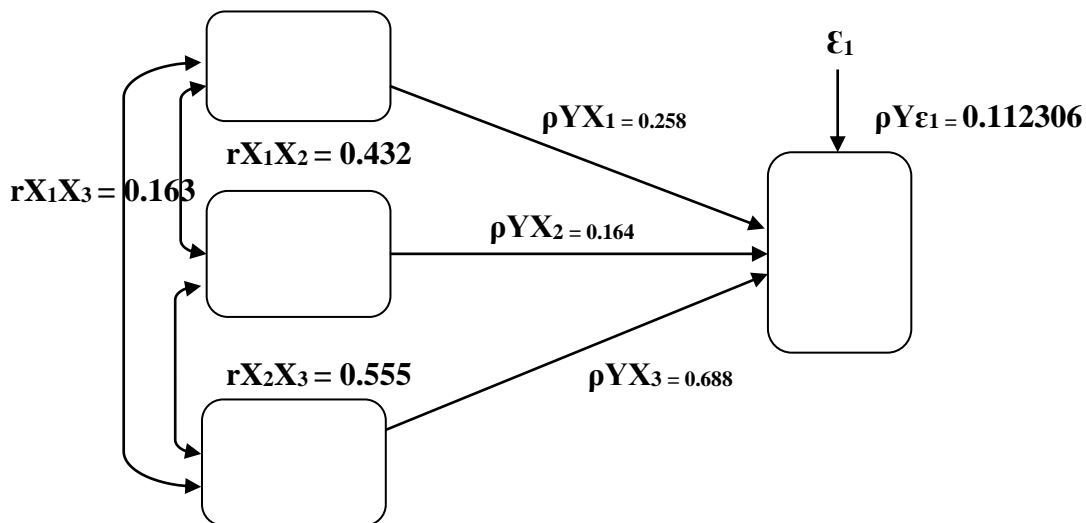 ε₁
ρYX₁ = 0.258
ρYε₁ = 0.112306
rX₁X₂ = 0.432
rX₁X₃ = 0.163
ρYX₂ = 0.164
rX₂X₃ = 0.555
ρYX₃ = 0.688